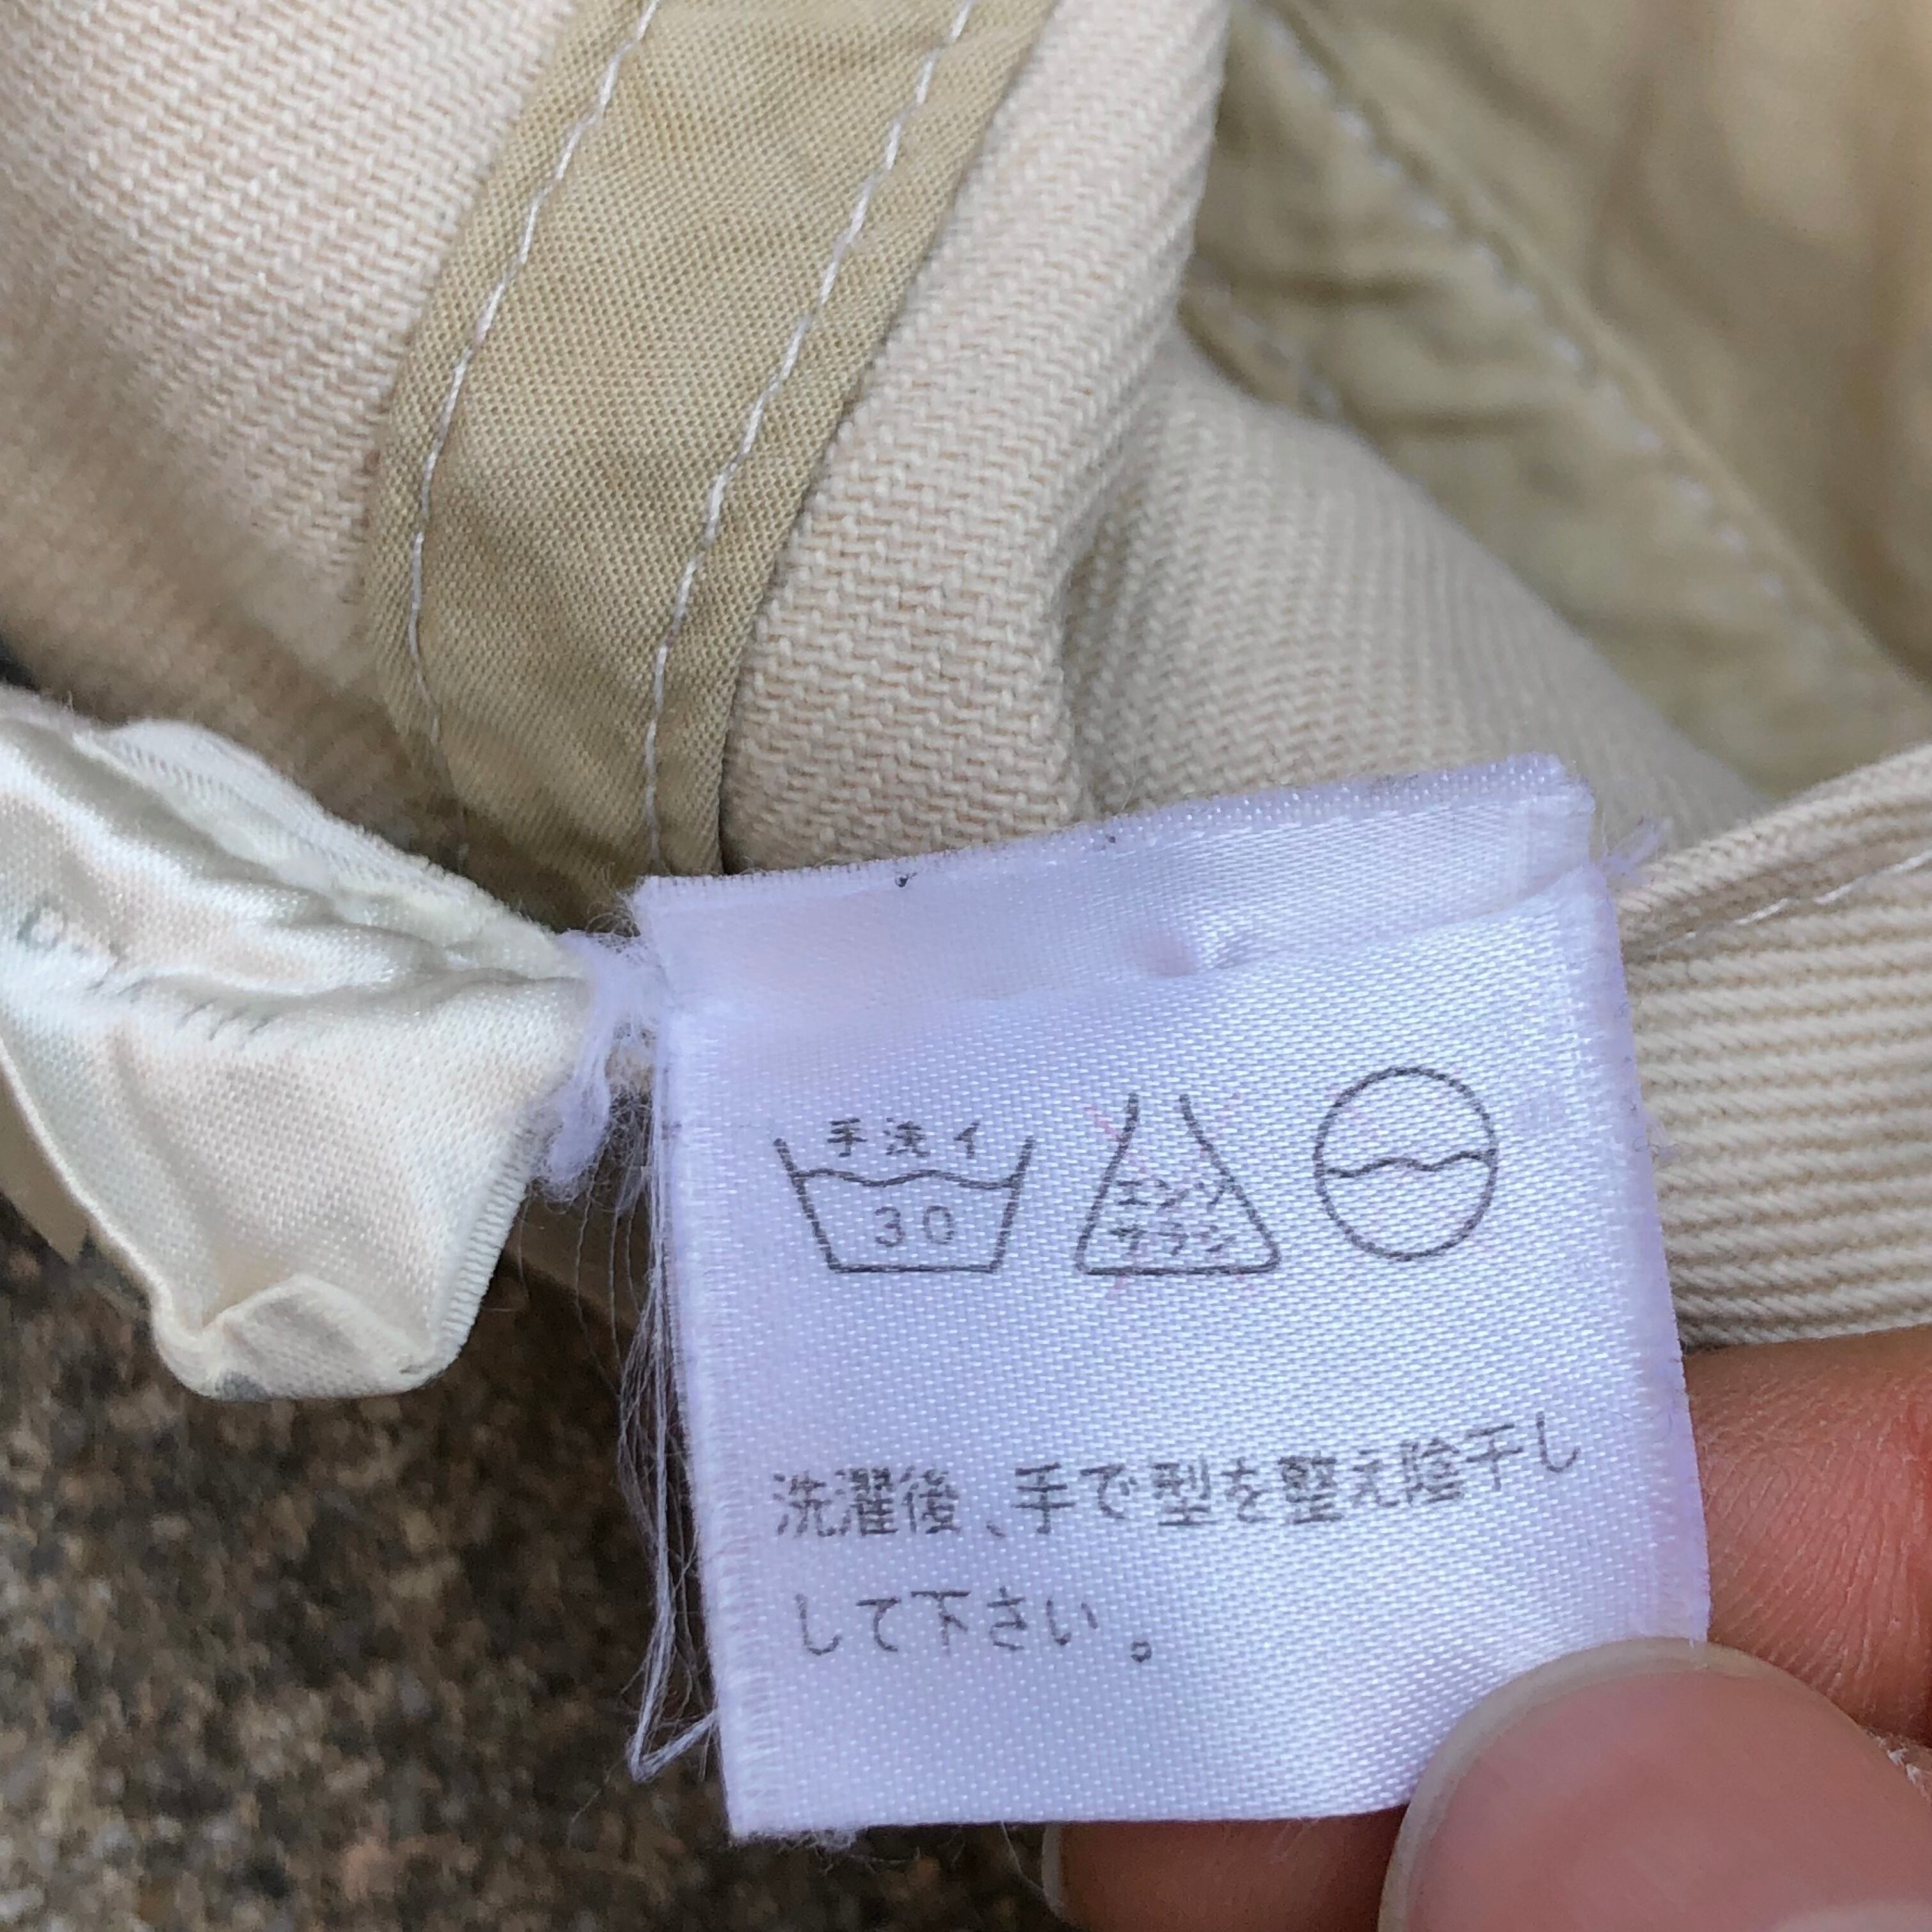 手洗イ
30
エンソ
サラシ
洗濯後、手で型を整え陰干し
して下さい。